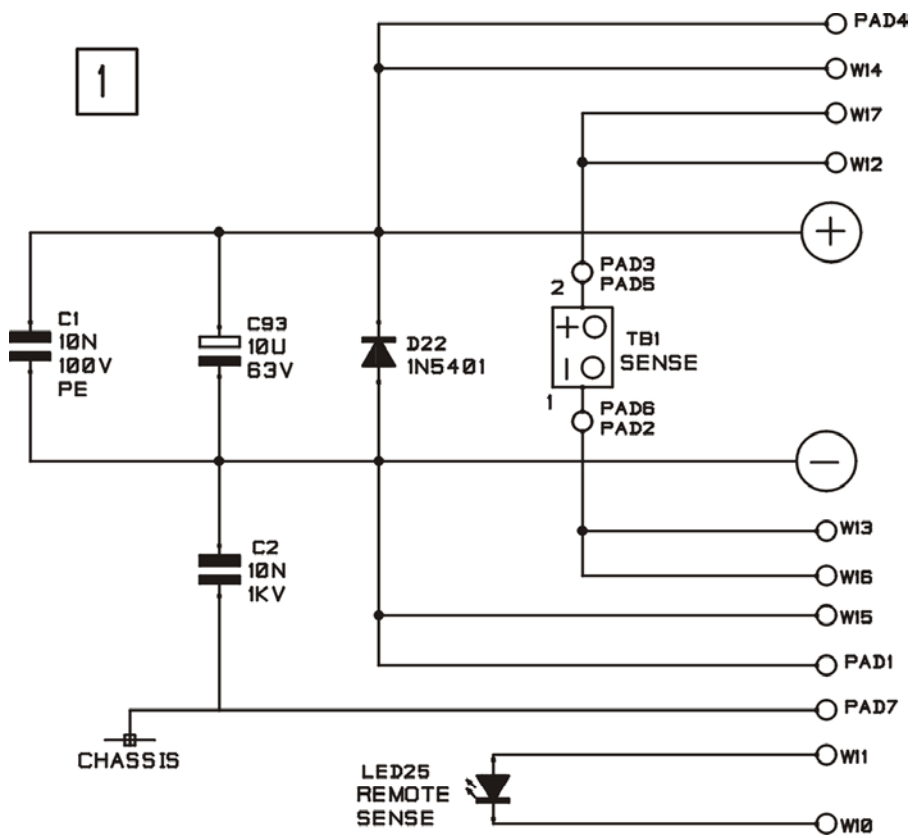 1
PAD4
W14
W17
W12
+
C1
10N
100V
PE
C93
10U
63V
D22
1N5401
2
PAD3
PAD5
+
TB1
SENSE
1
PAD6
PAD2
−
C2
10N
1KV
W13
W16
W15
PAD1
PAD7
CHASSIS
W11
LED25
REMOTE
SENSE
W10